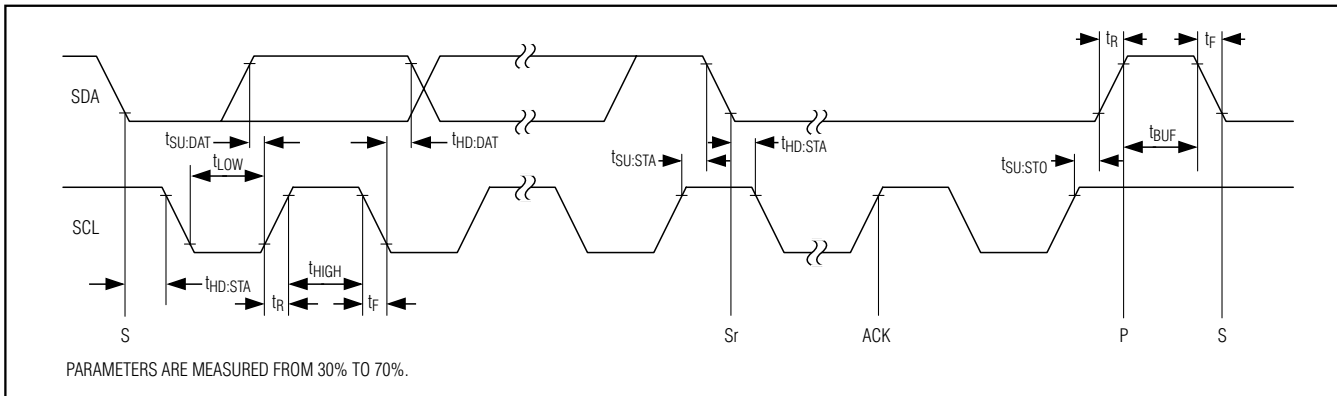 tR
tF
SDA
tSU:DAT
tHD:DAT
tBUF
tLOW
tSU:STA
tHD:STA
tSU:STO
SCL
tHD:STA
tR
tHIGH
tF
S
Sr
ACK
P
S
PARAMETERS ARE MEASURED FROM 30% TO 70%.